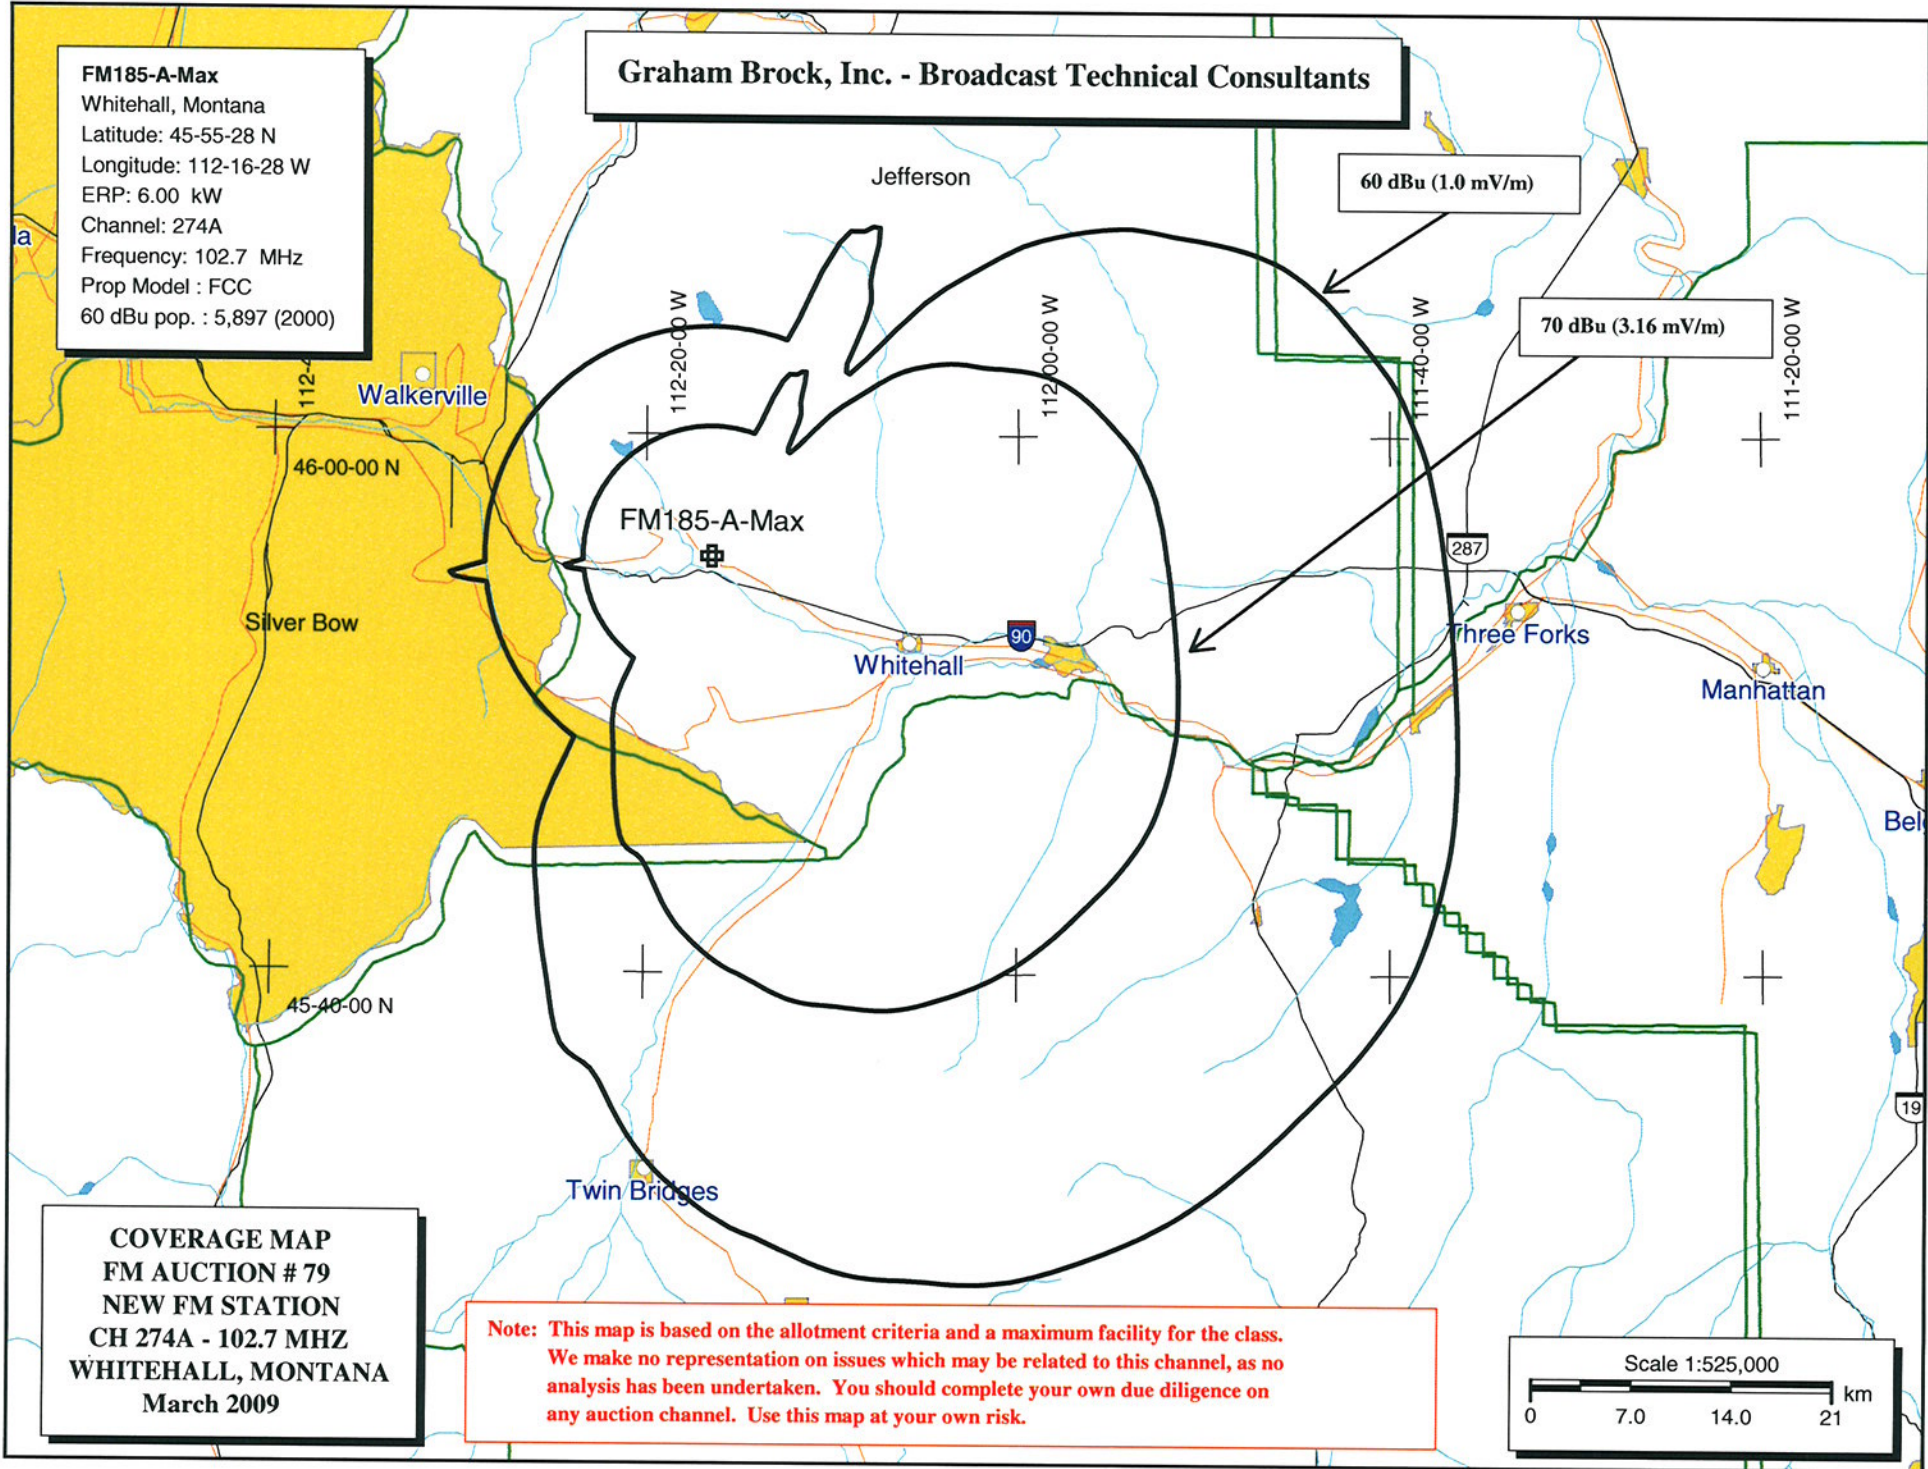 FM185-A-Max
Whitehall, Montana
Latitude: 45-55-28 N
Longitude: 112-16-28 W
ERP: 6.00 kW
Channel: 274A
Frequency: 102.7 MHz
Prop Model : FCC
60 dBu pop. : 5,897 (2000)
Graham Brock, Inc. - Broadcast Technical Consultants
Jefferson
60 dBu (1.0 mV/m)
70 dBu (3.16 mV/m)
la
112-4
112-20-00 W
112-00-00 W
111-40-00 W
111-20-00 W
Walkerville
46-00-00 N
FM185-A-Max
287
Silver Bow
90
Whitehall
Three Forks
Manhattan
Bel
45-40-00 N
19
Twin Bridges
COVERAGE MAP
FM AUCTION # 79
NEW FM STATION
CH 274A - 102.7 MHZ
WHITEHALL, MONTANA
March 2009
Note: This map is based on the allotment criteria and a maximum facility for the class.
We make no representation on issues which may be related to this channel, as no
analysis has been undertaken. You should complete your own due diligence on
any auction channel. Use this map at your own risk.
Scale 1:525,000
km
0 7.0 14.0 21